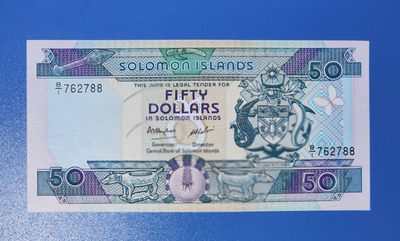 SOLOMON ISLANDS
50
50
THIS NOTE IS LEGAL TENDER FOR
B/1 762788
FIFTY
DOLLARS
IN SOLOMON ISLANDS
Governor
Director
Central Bank of Solomon Islands
B/1 762788
50
50